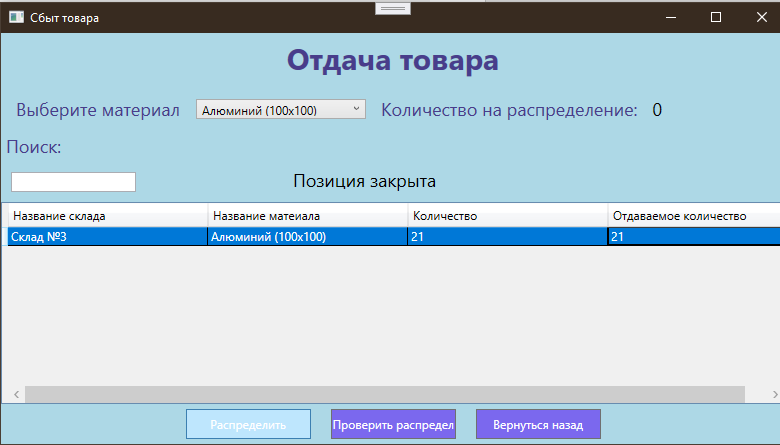 Сбыт товара
Отдача товара
Выберите материал Алюминий (100x100) Количество на распределение: 0
Поиск:
Позиция закрыта
Название склада Название матеиала Количество Отдаваемое количество
Склад №3 Алюминий (100x100) 21 21
Распределить Проверить распредел Вернуться назад